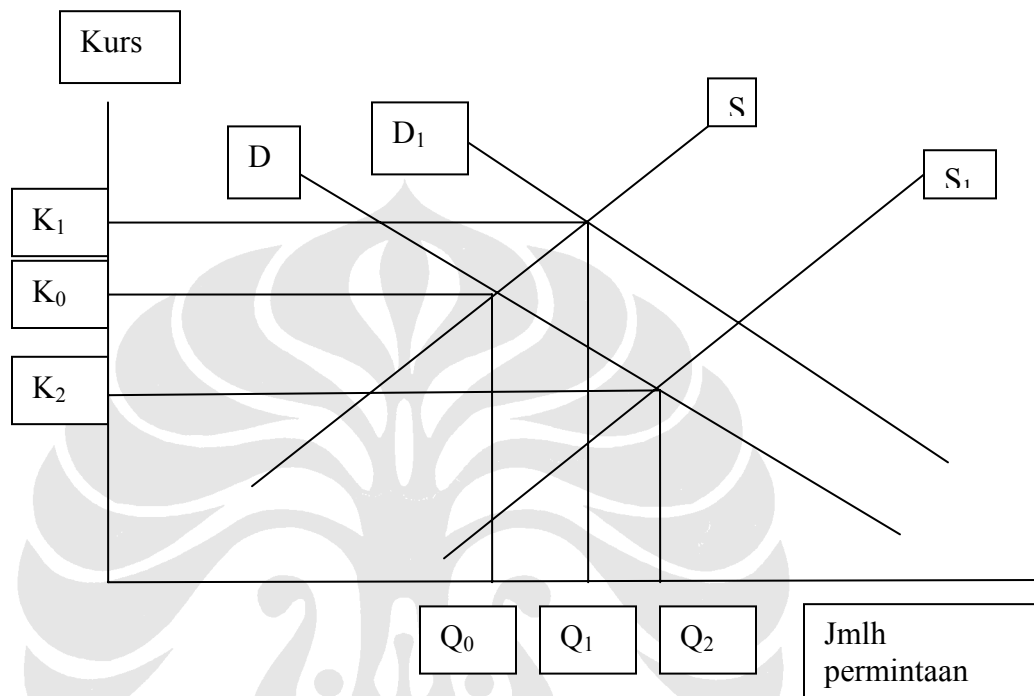 Kurs
S
D₁
D
S₁
K₁
K₀
K₂
Q₀
Q₁
Q₂
Jmlh
permintaan